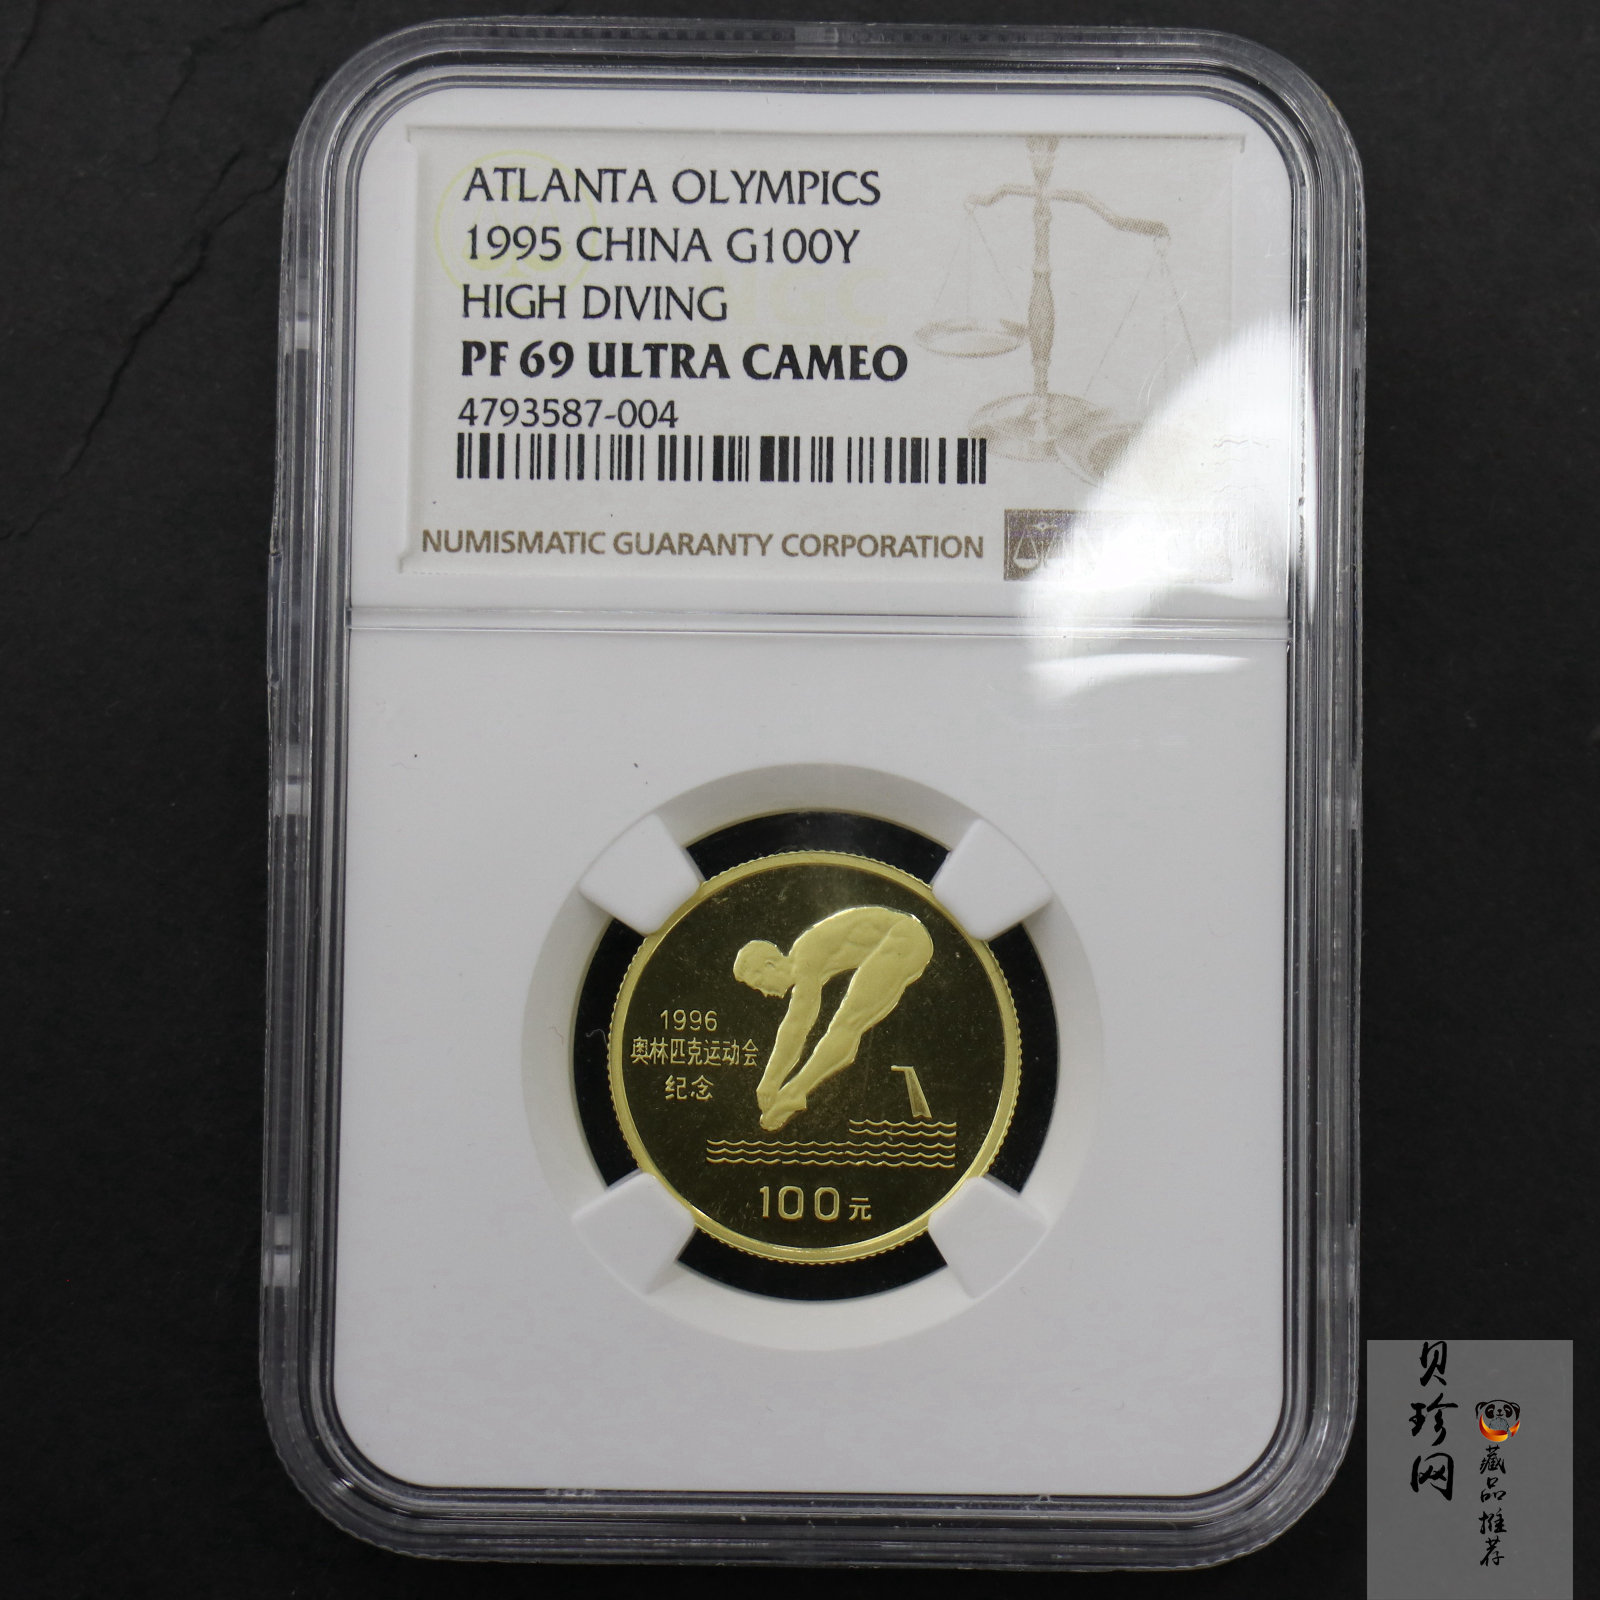 ATLANTA OLYMPICS
1995 CHINA G100Y
HIGH DIVING
PF 69 ULTRA CAMEO
4793587-004
NUMISMATIC GUARANTY CORPORATION
1996
奥林匹克运动会
纪念
100元
贝珍网
藏品推荐